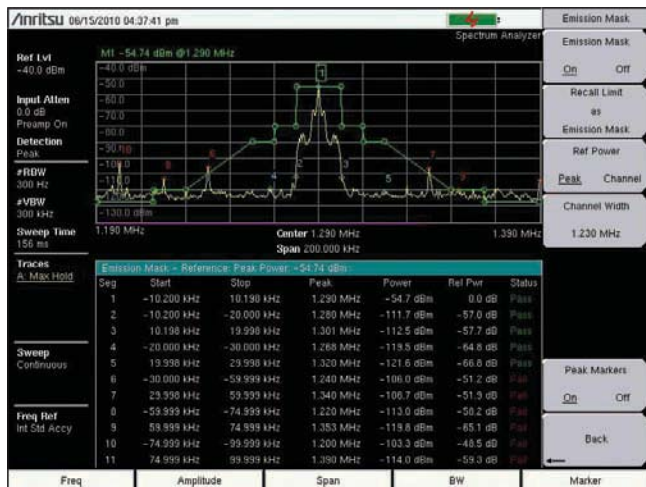 Anritsu 06/15/2010 04:37:41 pm
Spectrum Analyzer
Ref Lvl
-40.0 dBm
Input Atten
0.0 dB
Preamp On
Detection
Peak
#RBW
300 Hz
#VBW
300 kHz
Sweep Time
156 ms
Traces
A: Max Hold
Sweep
Continuous
Freq Ref
Int Std Accy
M1 -54.74 dBm @1.290 MHz
-40.0 dBm
-50.0
-60.0
-70.0
-80.0
-90.0
-130.0 dBm
1
10
8
6
2
3
4
5
7
9
1.190 MHz
Center 1.290 MHz
1.390 MHz
Span 200.000 kHz
Emission Mask - Reference: Peak Power: -54.74 dBm
Seg Start Stop Peak Power Rel Pwr Status
1 -10.200 kHz 10.198 kHz 1.290 MHz -54.7 dBm 0.0 dB Pass
2 -10.200 kHz -20.000 kHz 1.280 MHz -111.7 dBm -57.0 dB Pass
3 10.198 kHz 19.998 kHz 1.301 MHz -112.5 dBm -57.7 dB Pass
4 -20.000 kHz -30.000 kHz 1.268 MHz -119.5 dBm -64.8 dB Pass
5 19.998 kHz 29.998 kHz 1.320 MHz -121.6 dBm -66.8 dB Pass
6 -30.000 kHz -59.999 kHz 1.240 MHz -106.0 dBm -51.2 dB Fail
7 29.998 kHz 59.999 kHz 1.340 MHz -106.7 dBm -51.9 dB Fail
8 -59.999 kHz -74.999 kHz 1.220 MHz -113.0 dBm -58.2 dB Fail
9 59.999 kHz 74.999 kHz 1.353 MHz -119.8 dBm -65.1 dB Fail
10 -74.999 kHz -99.999 kHz 1.200 MHz -103.3 dBm -48.5 dB Fail
11 74.999 kHz 99.999 kHz 1.390 MHz -114.0 dBm -59.3 dB Fail
Emission Mask
Emission Mask
On Off
Recall Limit
as
Emission Mask
Ref Power
Peak Channel
Channel Width
1.230 MHz
Peak Markers
On Off
Back
Freq Amplitude Span BW Marker